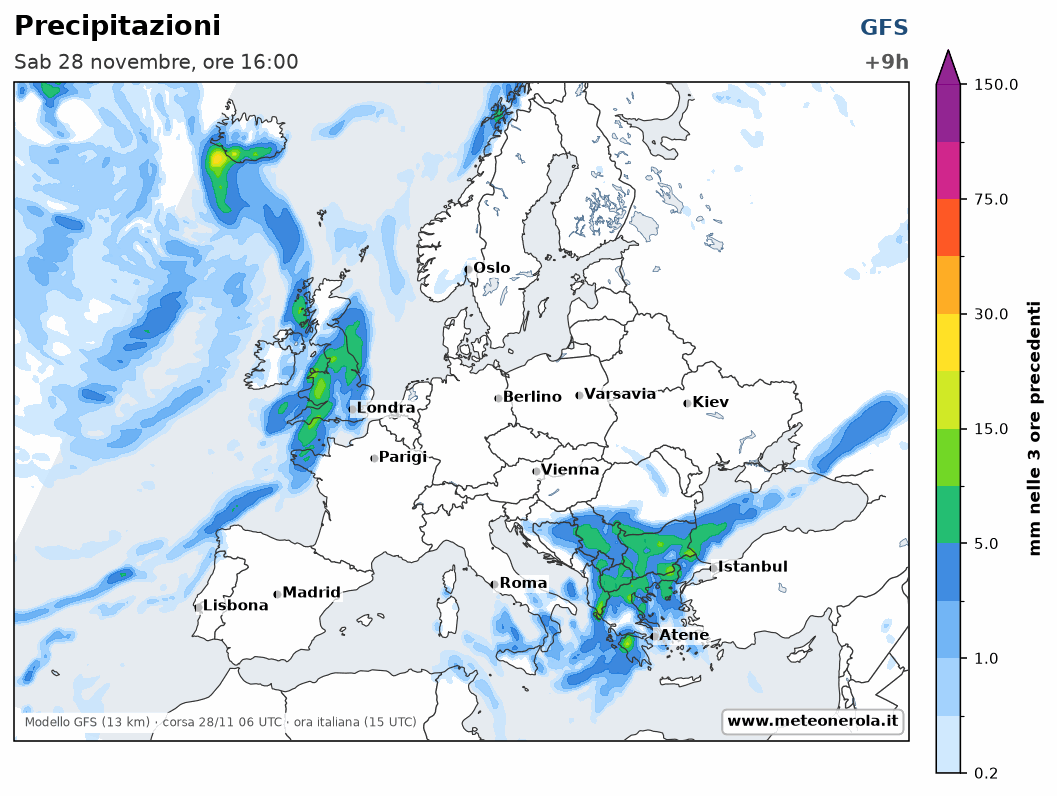 Precipitazioni
GFS
Sab 28 novembre, ore 16:00
+9h
150.0
75.0
30.0
15.0
5.0
1.0
0.2
mm nelle 3 ore precedenti
Oslo
Londra
Berlino
Varsavia
Kiev
Parigi
Vienna
Istanbul
Madrid
Roma
Lisbona
Atene
Modello GFS (13 km) · corsa 28/11 06 UTC · ora italiana (15 UTC)
www.meteonerola.it